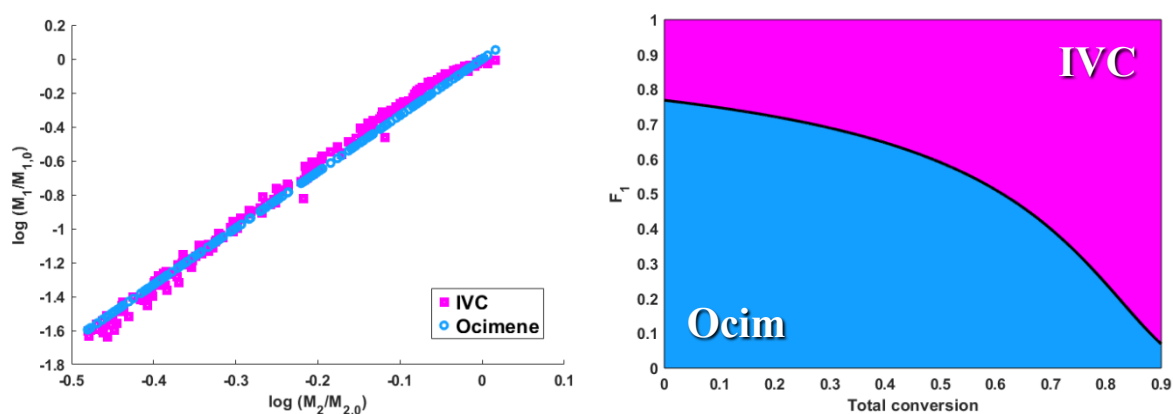 0.2
0
-0.2
-0.4
-0.6
-0.8
-1
-1.2
-1.4
-1.6
-1.8
log (M1/M1,0)
IVC
Ocimene
-0.5 -0.4 -0.3 -0.2 -0.1 0 0.1
log (M2/M2,0)
1
0.9
0.8
0.7
0.6
0.5
0.4
0.3
0.2
0.1
0
F1
IVC
Ocim
0 0.1 0.2 0.3 0.4 0.5 0.6 0.7 0.8 0.9
Total conversion